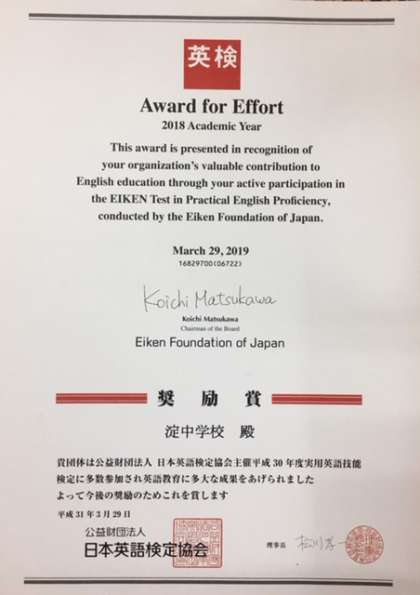 英検
Award for Effort
2018 Academic Year
This award is presented in recognition of
your organization's valuable contribution to
English education through your active participation in
the EIKEN Test in Practical English Proficiency,
conducted by the Eiken Foundation of Japan.
March 29, 2019
16829700(06722)
Koichi Matsukawa
Koichi Matsukawa
Chairman of the Board
Eiken Foundation of Japan
奨励賞
淀中学校 殿
貴団体は公益財団法人 日本英語検定協会主催平成30年度実用英語技能
検定に多数参加され英語教育に多大な成果をあげられました
よって今後の奨励のためこれを賞します
平成31年3月29日
公益財団法人
日本英語検定協会
理事長 松川孝一